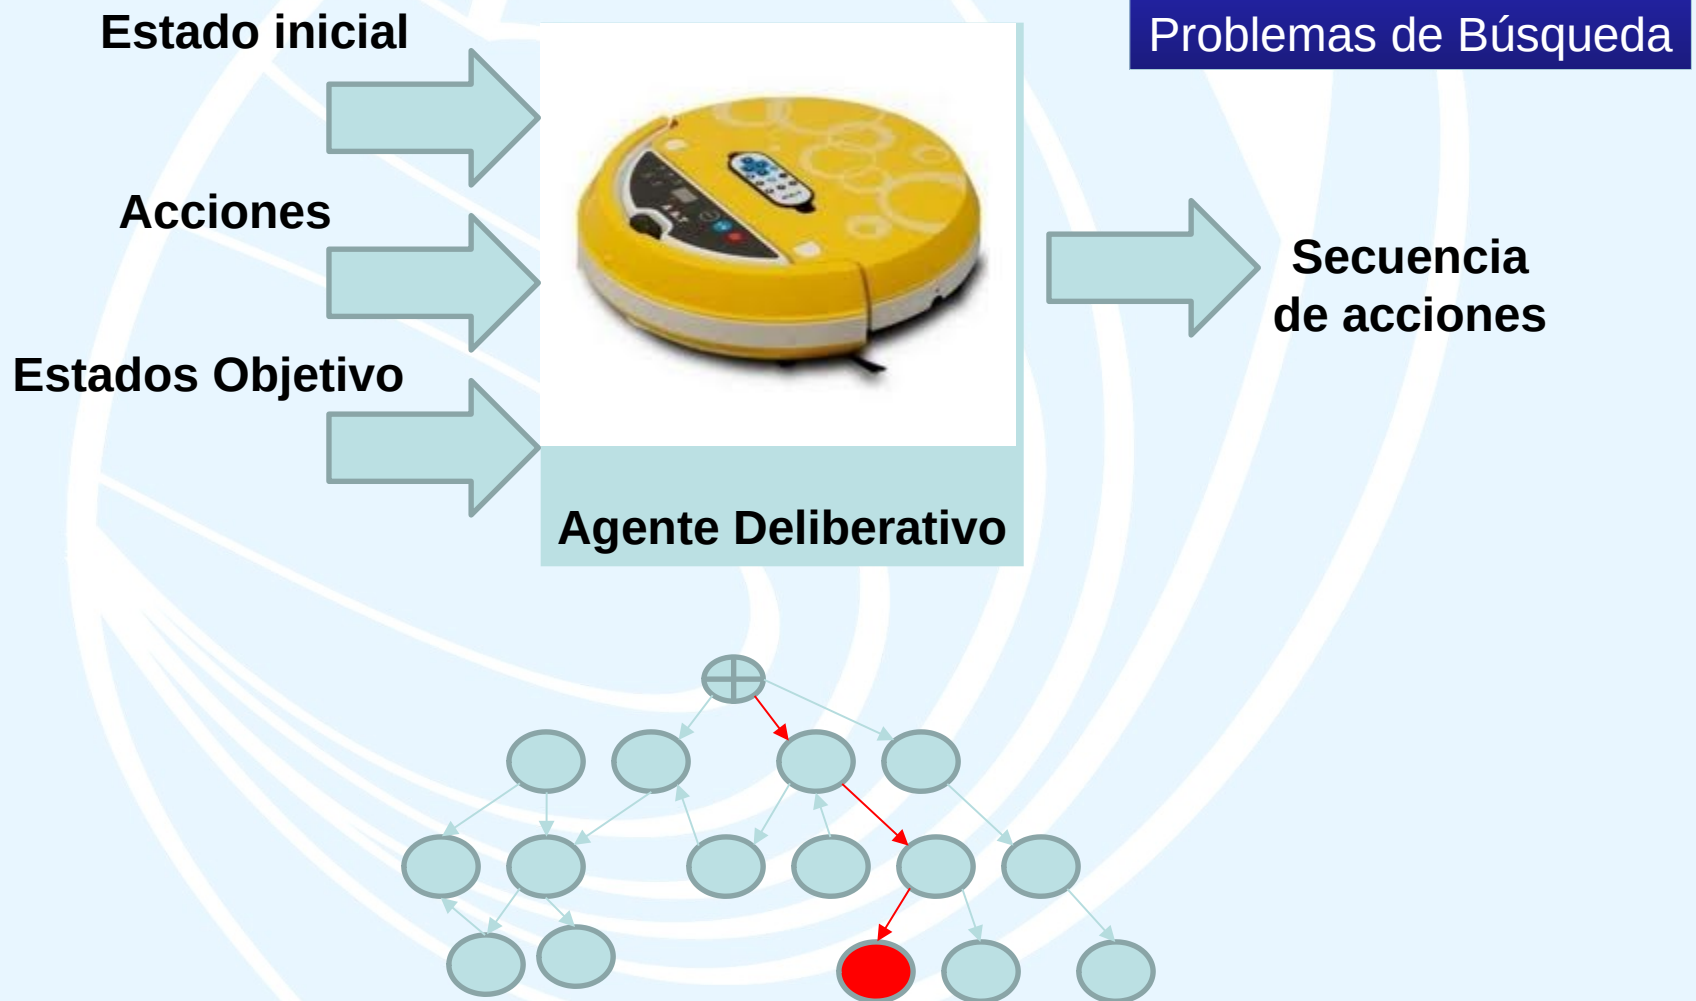 Problemas de Búsqueda
Estado inicial
Acciones
Estados Objetivo
Agente Deliberativo
Secuencia
de acciones